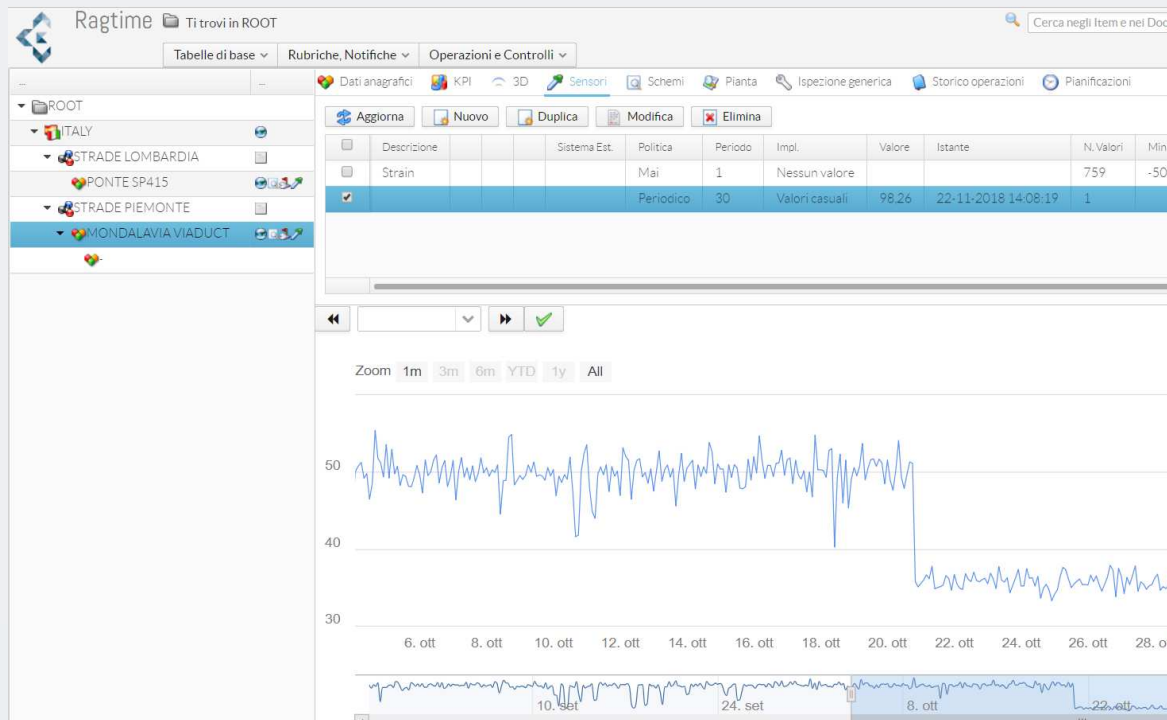 Ragtime Ti trovi in ROOT
Cerca negli Item e nei Doc
Tabelle di base Rubriche, Notifiche Operazioni e Controlli
... ...
ROOT
ITALY
STRADE LOMBARDIA
PONTE SP415
STRADE PIEMONTE
MONDALAVIA VIADUCT
-
Dati anagrafici KPI 3D Sensori Schemi Pianta Ispezione generica Storico operazioni Pianificazioni
Aggiorna Nuovo Duplica Modifica Elimina
Descrizione Sistema Est. Politica Periodo Impl. Valore Istante N. Valori Min
Strain Mai 1 Nessun valore 759 -50
Periodico 30 Valori casuali 98,26 22-11-2018 14:08:19 1
Zoom 1m 3m 6m YTD 1y All
50
40
30
6. ott 8. ott 10. ott 12. ott 14. ott 16. ott 18. ott 20. ott 22. ott 24. ott 26. ott 28. o
10. set 24. set 8. ott 22. ott